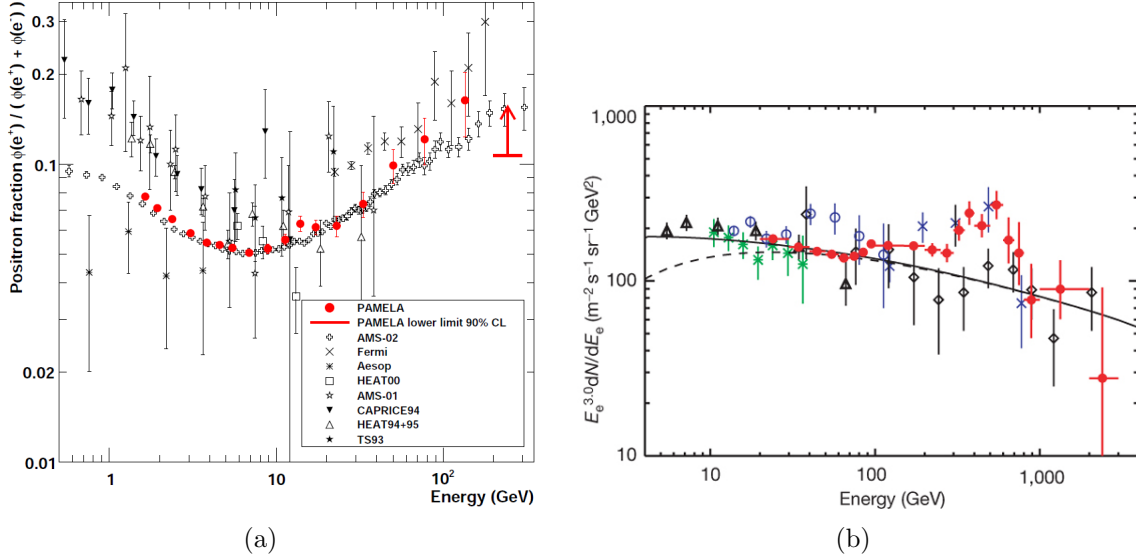 Positron fraction ϕ(e⁺) / (ϕ(e⁺) + ϕ(e⁻))
0.3
0.2
0.1
0.02
0.01
1
10
10²
Energy (GeV)
PAMELA
PAMELA lower limit 90% CL
AMS-02
Fermi
Aesop
HEAT00
AMS-01
CAPRICE94
HEAT94+95
TS93
(a)
E_e^3.0 dN/dE_e (m⁻² s⁻¹ sr⁻¹ GeV²)
1,000
100
10
10
100
1,000
Energy (GeV)
(b)